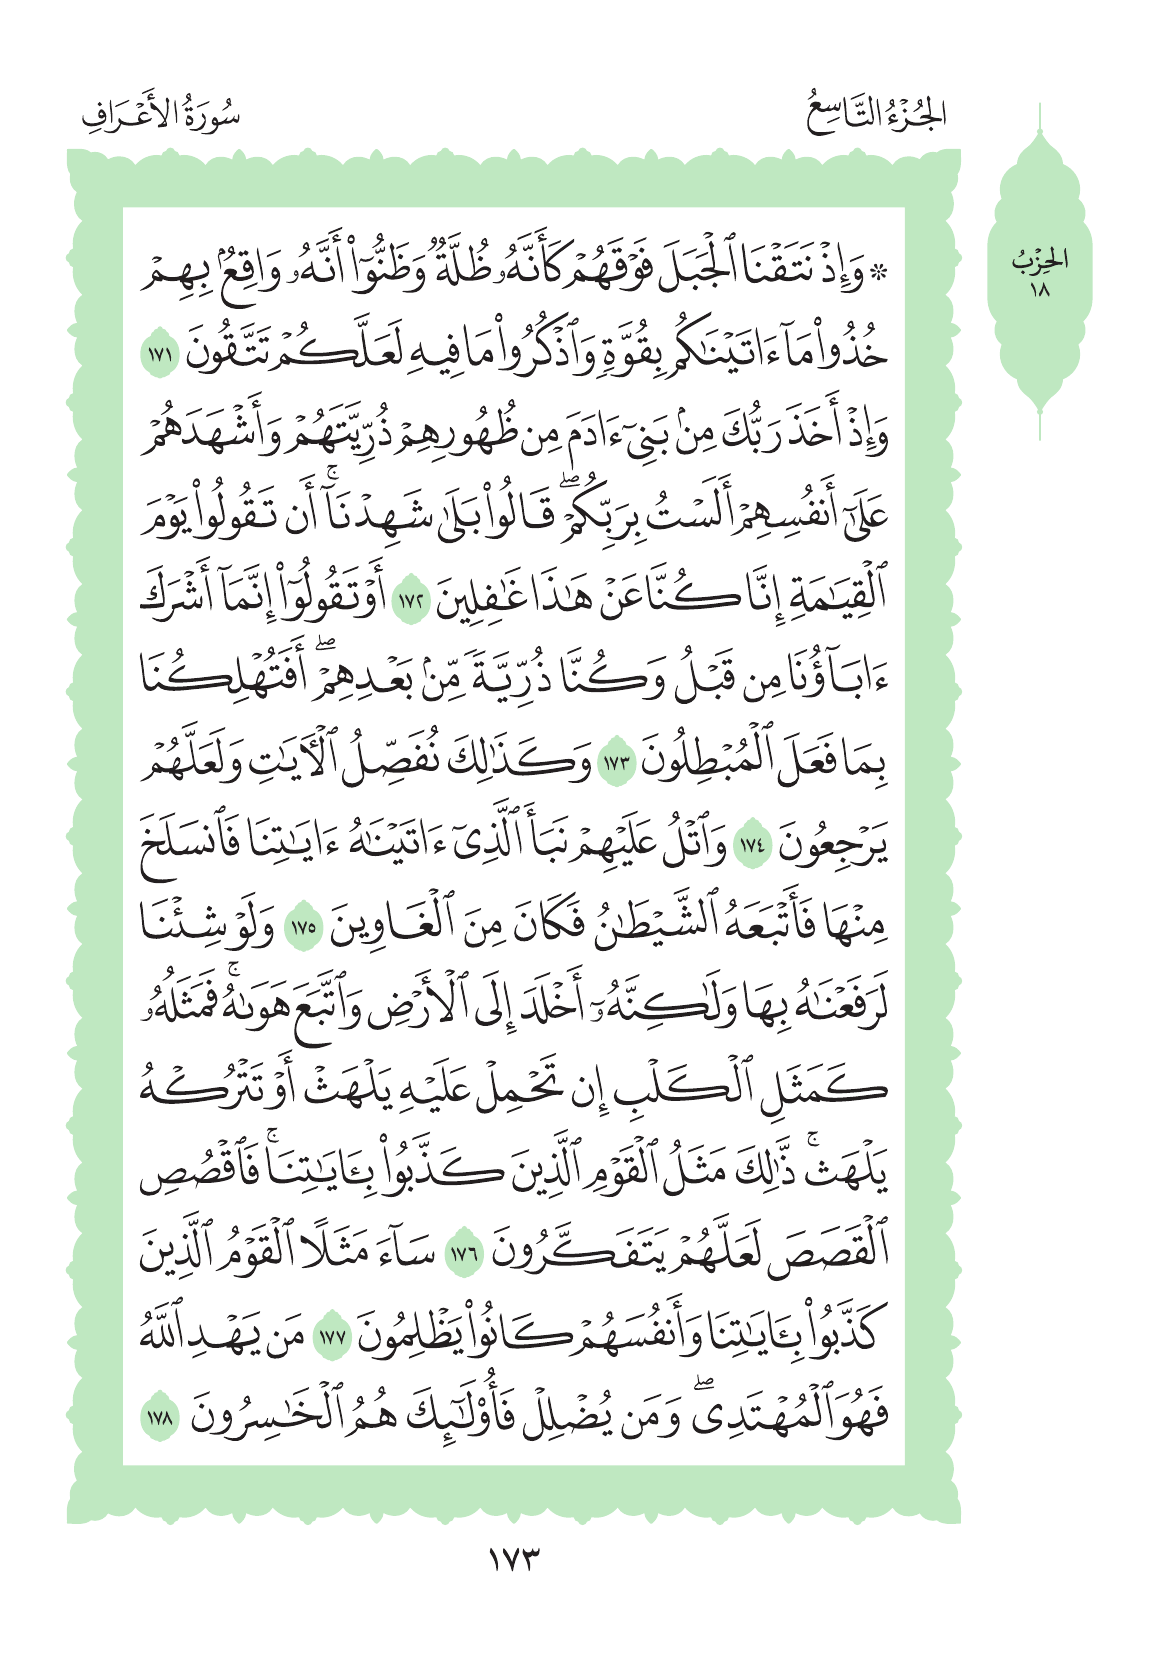 الجُزْءُ التَّاسِعُ
سُورَةُ الأَعْرَافِ
الحِزْبُ
١٨
۞ وَإِذْ نَتَقْنَا ٱلْجَبَلَ فَوْقَهُمْ كَأَنَّهُۥ ظُلَّةٌ وَظَنُّوٓا۟ أَنَّهُۥ وَاقِعٌۢ بِهِمْ
خُذُوا۟ مَآ ءَاتَيْنَٰكُم بِقُوَّةٍ وَٱذْكُرُوا۟ مَا فِيهِ لَعَلَّكُمْ تَتَّقُونَ ١٧١
وَإِذْ أَخَذَ رَبُّكَ مِنۢ بَنِىٓ ءَادَمَ مِن ظُهُورِهِمْ ذُرِّيَّتَهُمْ وَأَشْهَدَهُمْ
عَلَىٰٓ أَنفُسِهِمْ أَلَسْتُ بِرَبِّكُمْ ۖ قَالُوا۟ بَلَىٰ شَهِدْنَآ ۚ أَن تَقُولُوا۟ يَوْمَ
ٱلْقِيَٰمَةِ إِنَّا كُنَّا عَنْ هَٰذَا غَٰفِلِينَ ١٧٢ أَوْ تَقُولُوٓا۟ إِنَّمَآ أَشْرَكَ
ءَابَآؤُنَا مِن قَبْلُ وَكُنَّا ذُرِّيَّةً مِّنۢ بَعْدِهِمْ ۖ أَفَتُهْلِكُنَا
بِمَا فَعَلَ ٱلْمُبْطِلُونَ ١٧٣ وَكَذَٰلِكَ نُفَصِّلُ ٱلْءَايَٰتِ وَلَعَلَّهُمْ
يَرْجِعُونَ ١٧٤ وَٱتْلُ عَلَيْهِمْ نَبَأَ ٱلَّذِىٓ ءَاتَيْنَٰهُ ءَايَٰتِنَا فَٱنسَلَخَ
مِنْهَا فَأَتْبَعَهُ ٱلشَّيْطَٰنُ فَكَانَ مِنَ ٱلْغَاوِينَ ١٧٥ وَلَوْ شِئْنَا
لَرَفَعْنَٰهُ بِهَا وَلَٰكِنَّهُۥٓ أَخْلَدَ إِلَى ٱلْأَرْضِ وَٱتَّبَعَ هَوَىٰهُ ۚ فَمَثَلُهُۥ
كَمَثَلِ ٱلْكَلْبِ إِن تَحْمِلْ عَلَيْهِ يَلْهَثْ أَوْ تَتْرُكْهُ
يَلْهَث ۚ ذَّٰلِكَ مَثَلُ ٱلْقَوْمِ ٱلَّذِينَ كَذَّبُوا۟ بِـَٔايَٰتِنَا ۚ فَٱقْصُصِ
ٱلْقَصَصَ لَعَلَّهُمْ يَتَفَكَّرُونَ ١٧٦ سَآءَ مَثَلًا ٱلْقَوْمُ ٱلَّذِينَ
كَذَّبُوا۟ بِـَٔايَٰتِنَا وَأَنفُسَهُمْ كَانُوا۟ يَظْلِمُونَ ١٧٧ مَن يَهْدِ ٱللَّهُ
فَهُوَ ٱلْمُهْتَدِى ۖ وَمَن يُضْلِلْ فَأُو۟لَٰٓئِكَ هُمُ ٱلْخَٰسِرُونَ ١٧٨
١٧٣